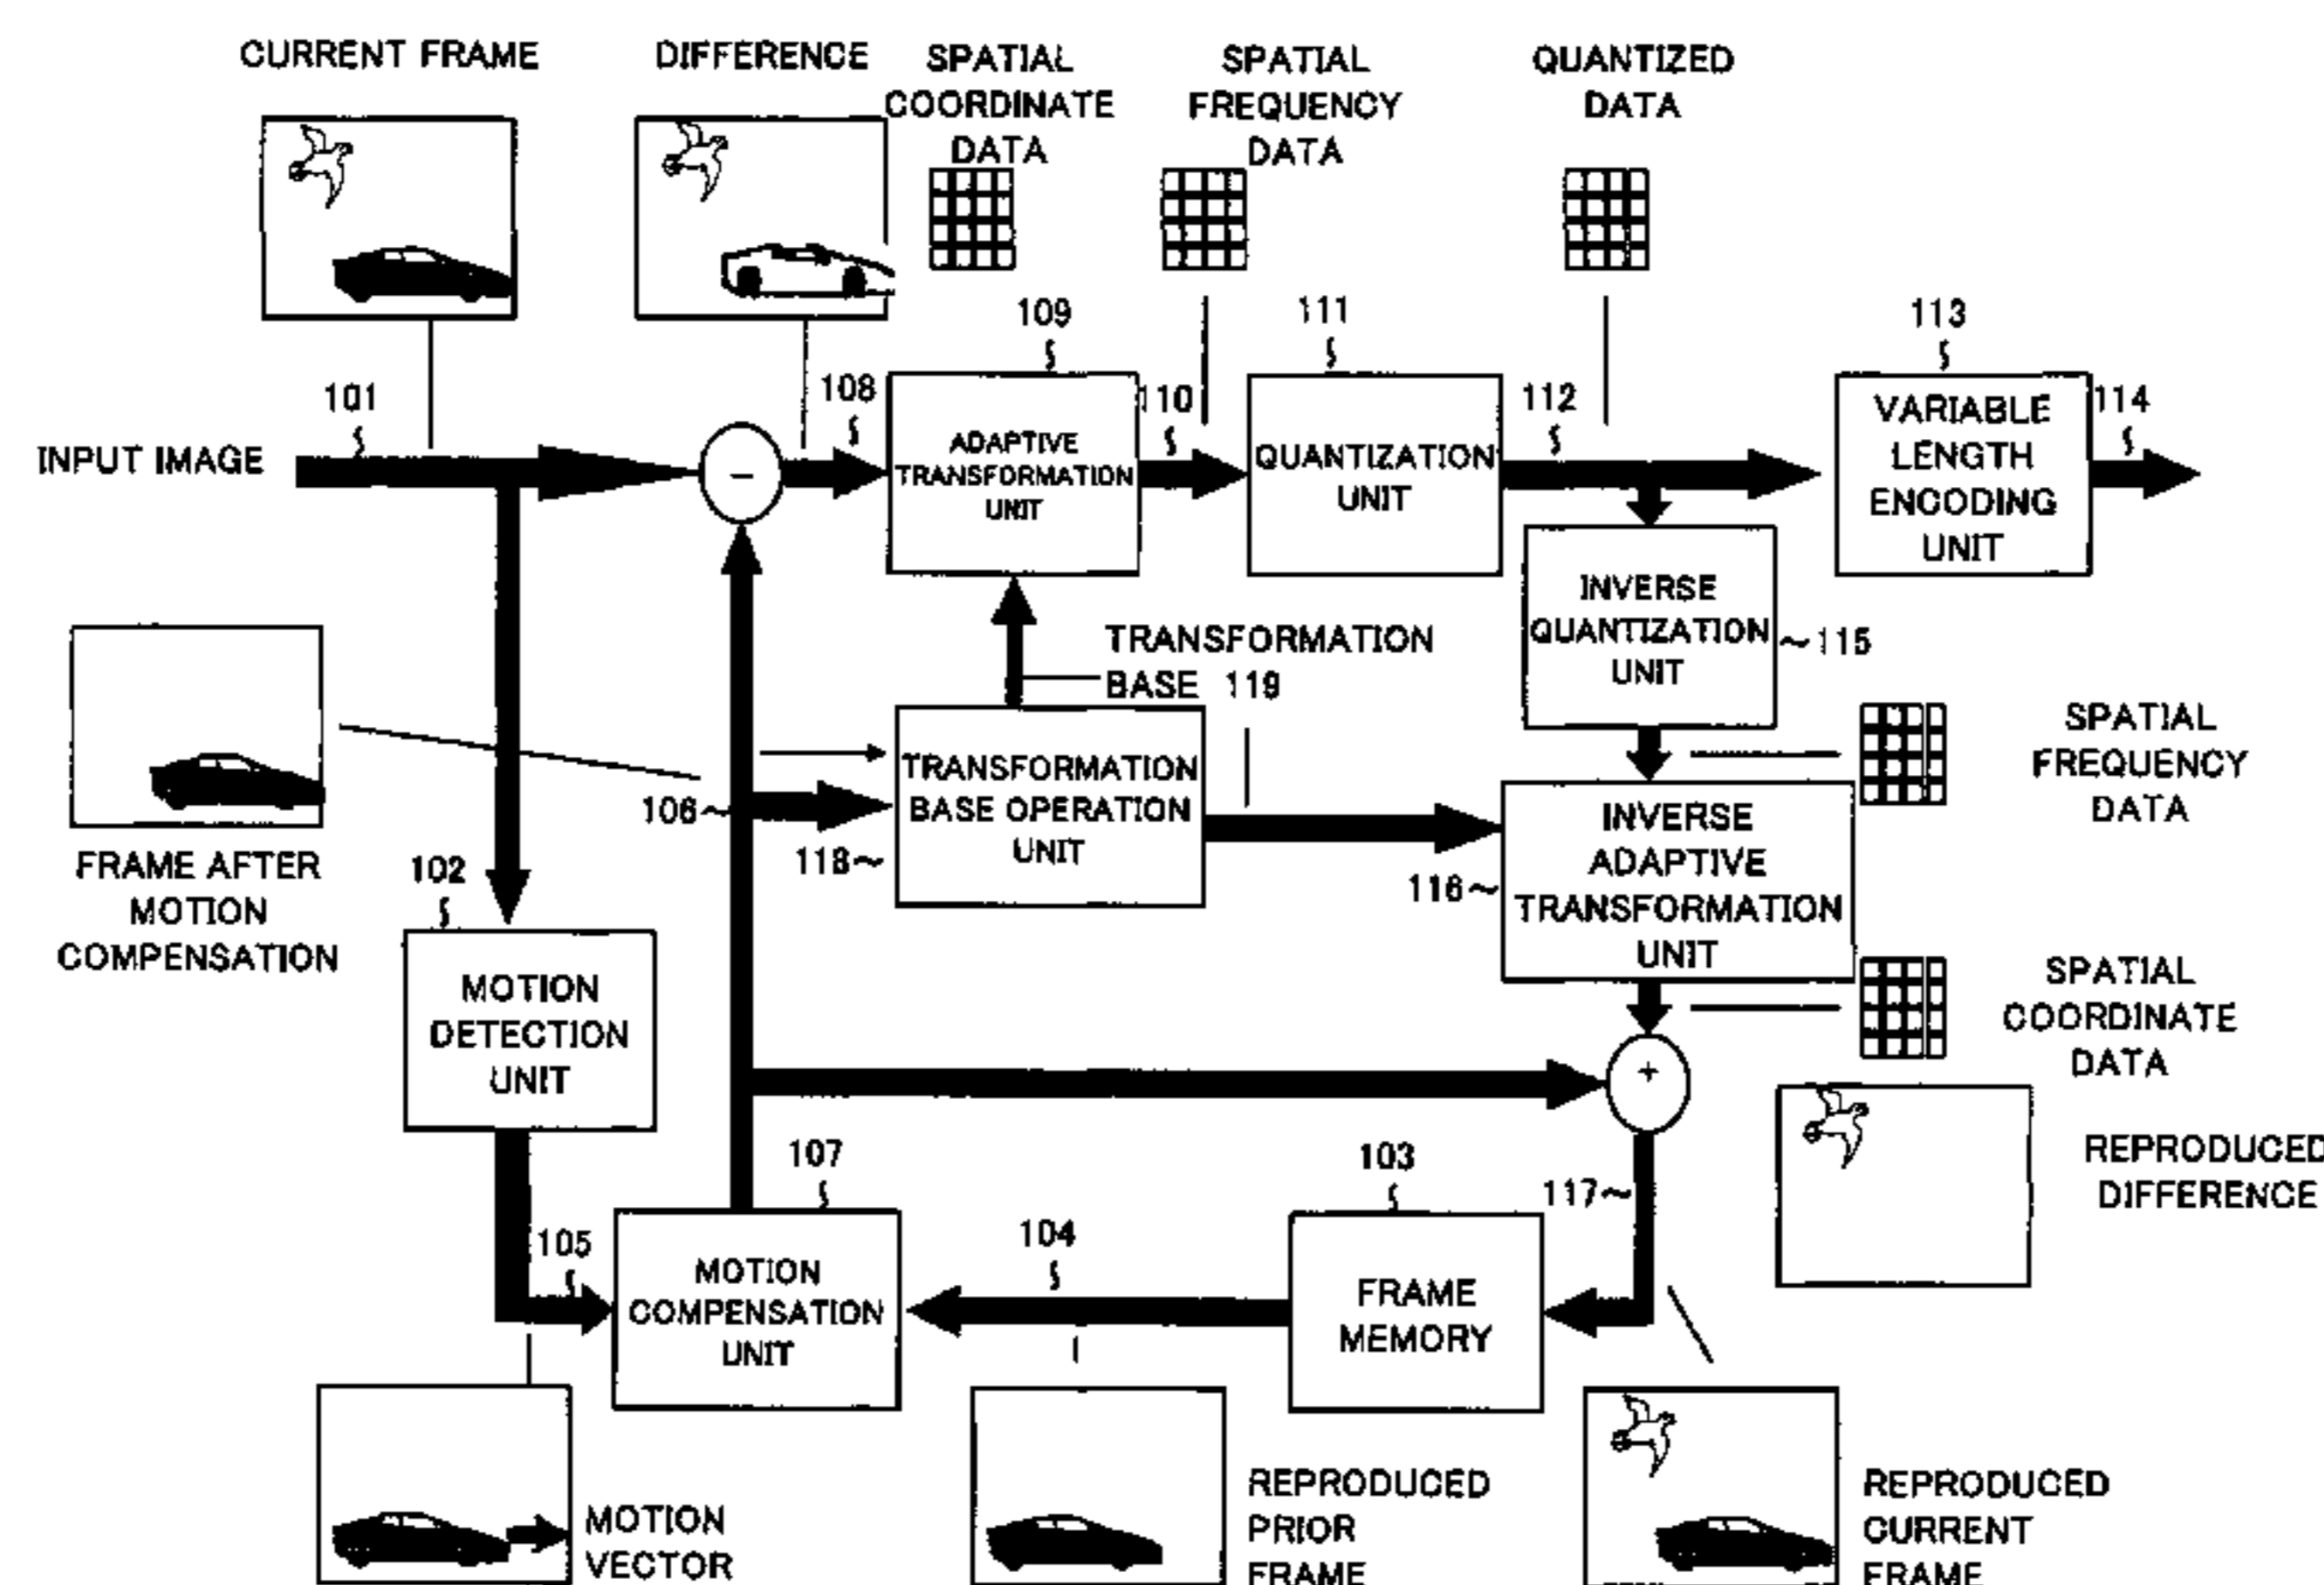 CURRENT FRAME
DIFFERENCE
SPATIAL
COORDINATE
DATA
SPATIAL
FREQUENCY
DATA
QUANTIZED
DATA
109
111
113
101
108
110
112
114
INPUT IMAGE
−
ADAPTIVE
TRANSFORMATION
UNIT
QUANTIZATION
UNIT
VARIABLE
LENGTH
ENCODING
UNIT
INVERSE
QUANTIZATION
UNIT
115
TRANSFORMATION
BASE 119
SPATIAL
FREQUENCY
DATA
TRANSFORMATION
BASE OPERATION
UNIT
106
118
INVERSE
ADAPTIVE
TRANSFORMATION
UNIT
116
FRAME AFTER
MOTION
COMPENSATION
102
MOTION
DETECTION
UNIT
SPATIAL
COORDINATE
DATA
+
REPRODUCED
DIFFERENCE
107
103
117
105
104
MOTION
COMPENSATION
UNIT
FRAME
MEMORY
MOTION
VECTOR
REPRODUCED
PRIOR
FRAME
REPRODUCED
CURRENT
FRAME